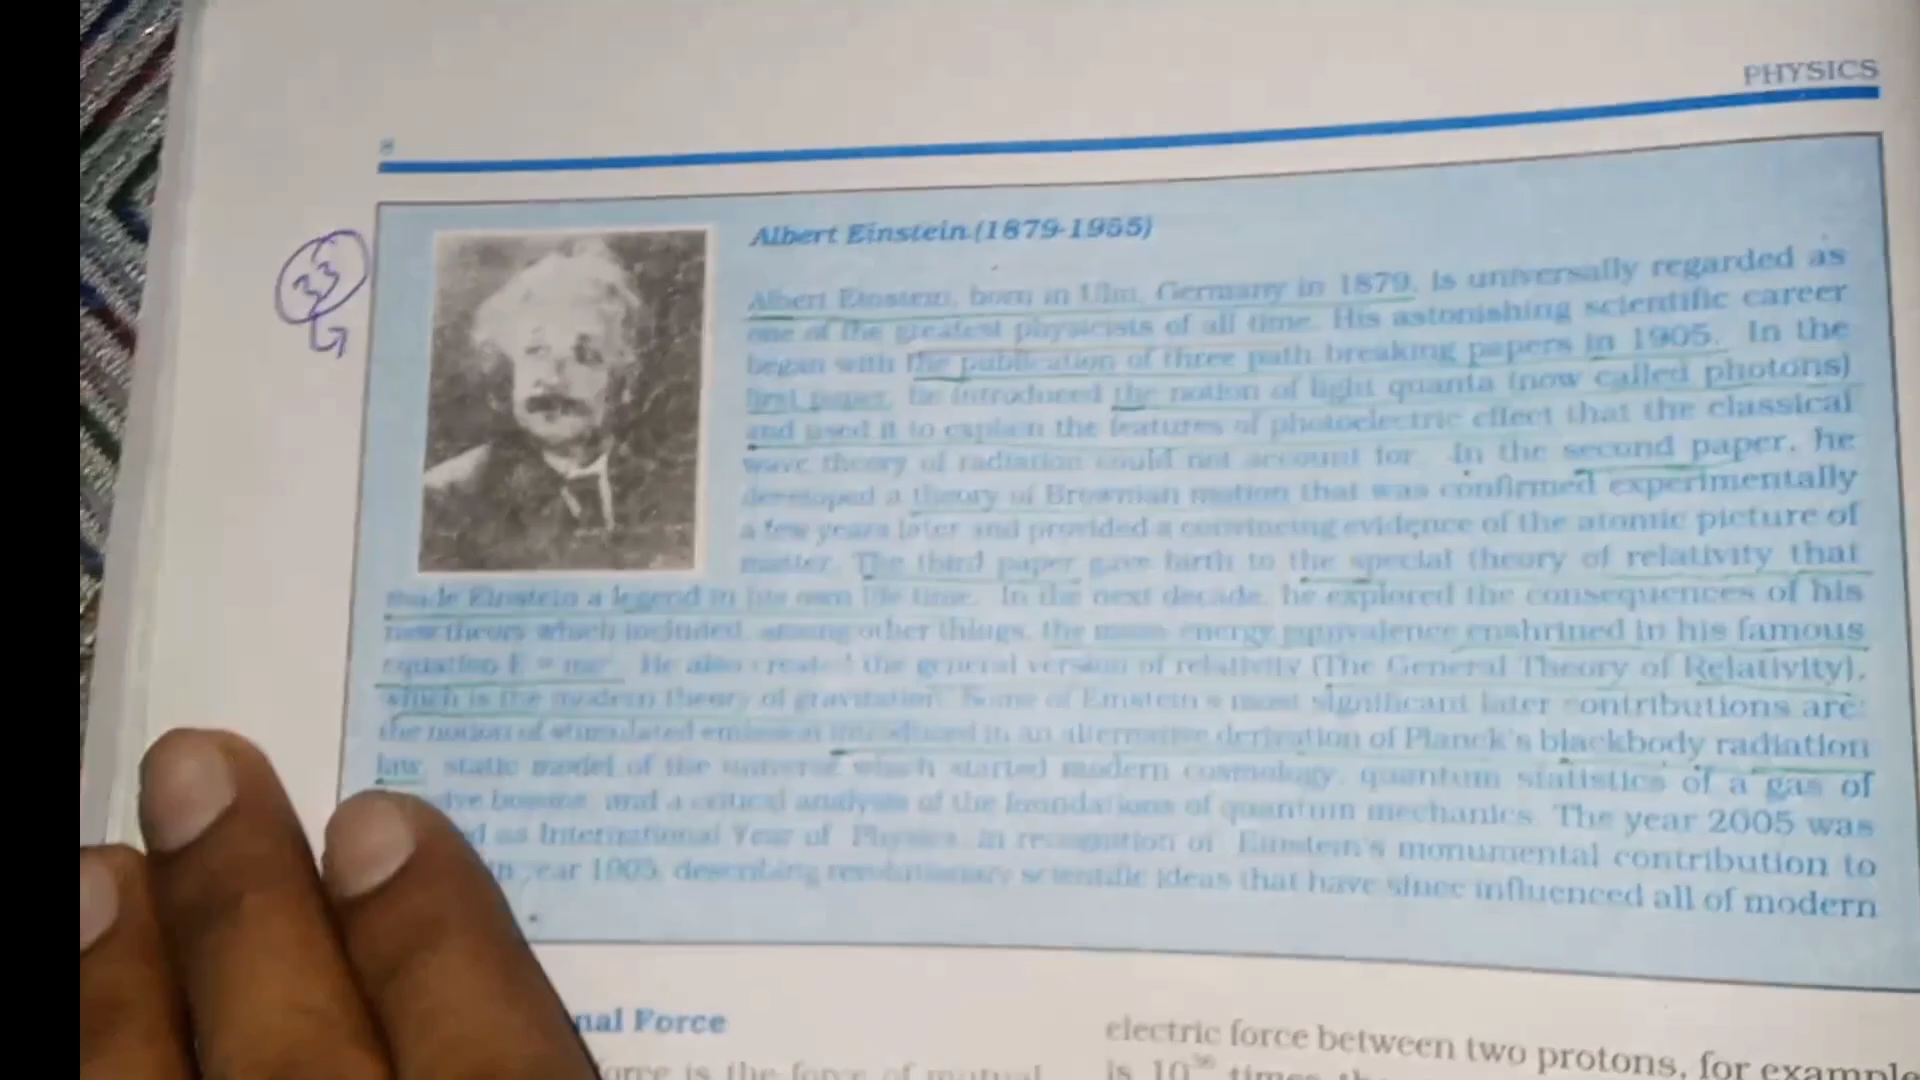 PHYSICS
8
33
Albert Einstein (1879-1955)
Albert Einstein, born in Ulm, Germany in 1879, is universally regarded as
one of the greatest physicists of all time. His astonishing scientific career
began with the publication of three path breaking papers in 1905. In the
first paper, he introduced the notion of light quanta (now called photons)
and used it to explain the features of photoelectric effect that the classical
wave theory of radiation could not account for. In the second paper, he
developed a theory of Brownian motion that was confirmed experimentally
a few years later and provided a convincing evidence of the atomic picture of
matter. The third paper gave birth to the special theory of relativity that
made Einstein a legend in his own life time. In the next decade, he explored the consequences of his
new theory which included, among other things, the mass-energy equivalence enshrined in his famous
equation E = mc². He also created the general version of relativity (The General Theory of Relativity),
which is the modern theory of gravitation. Some of Einstein's most significant later contributions are:
the notion of stimulated emission introduced in an alternative derivation of Planck's blackbody radiation
law, static model of the universe which started modern cosmology, quantum statistics of a gas of
bosons, and a critical analysis of the foundations of quantum mechanics. The year 2005 was
as International Year of Physics, in recognition of Einstein's monumental contribution to
in year 1905, describing revolutionary scientific ideas that have since influenced all of modern
nal Force
electric force between two protons, for example
force is the force of mutual
is 10³⁶ times